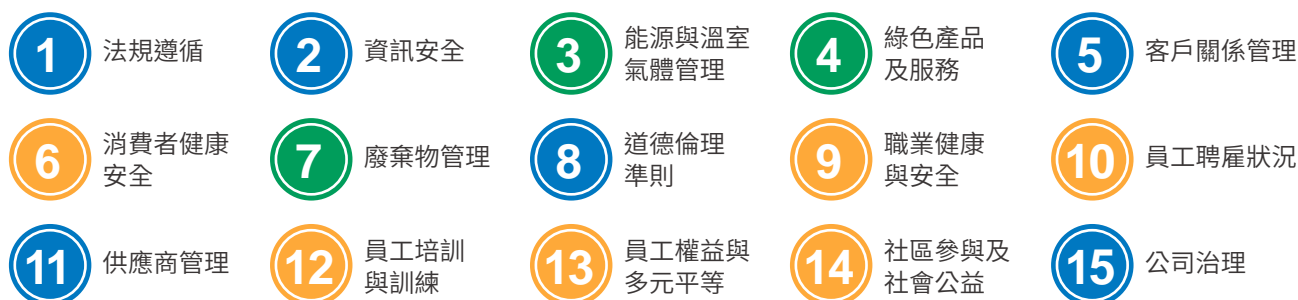 1 法規遵循
2 資訊安全
3 能源與溫室
氣體管理
4 綠色產品
及服務
5 客戶關係管理
6 消費者健康
安全
7 廢棄物管理
8 道德倫理
準則
9 職業健康
與安全
10 員工聘雇狀況
11 供應商管理
12 員工培訓
與訓練
13 員工權益與
多元平等
14 社區參與及
社會公益
15 公司治理